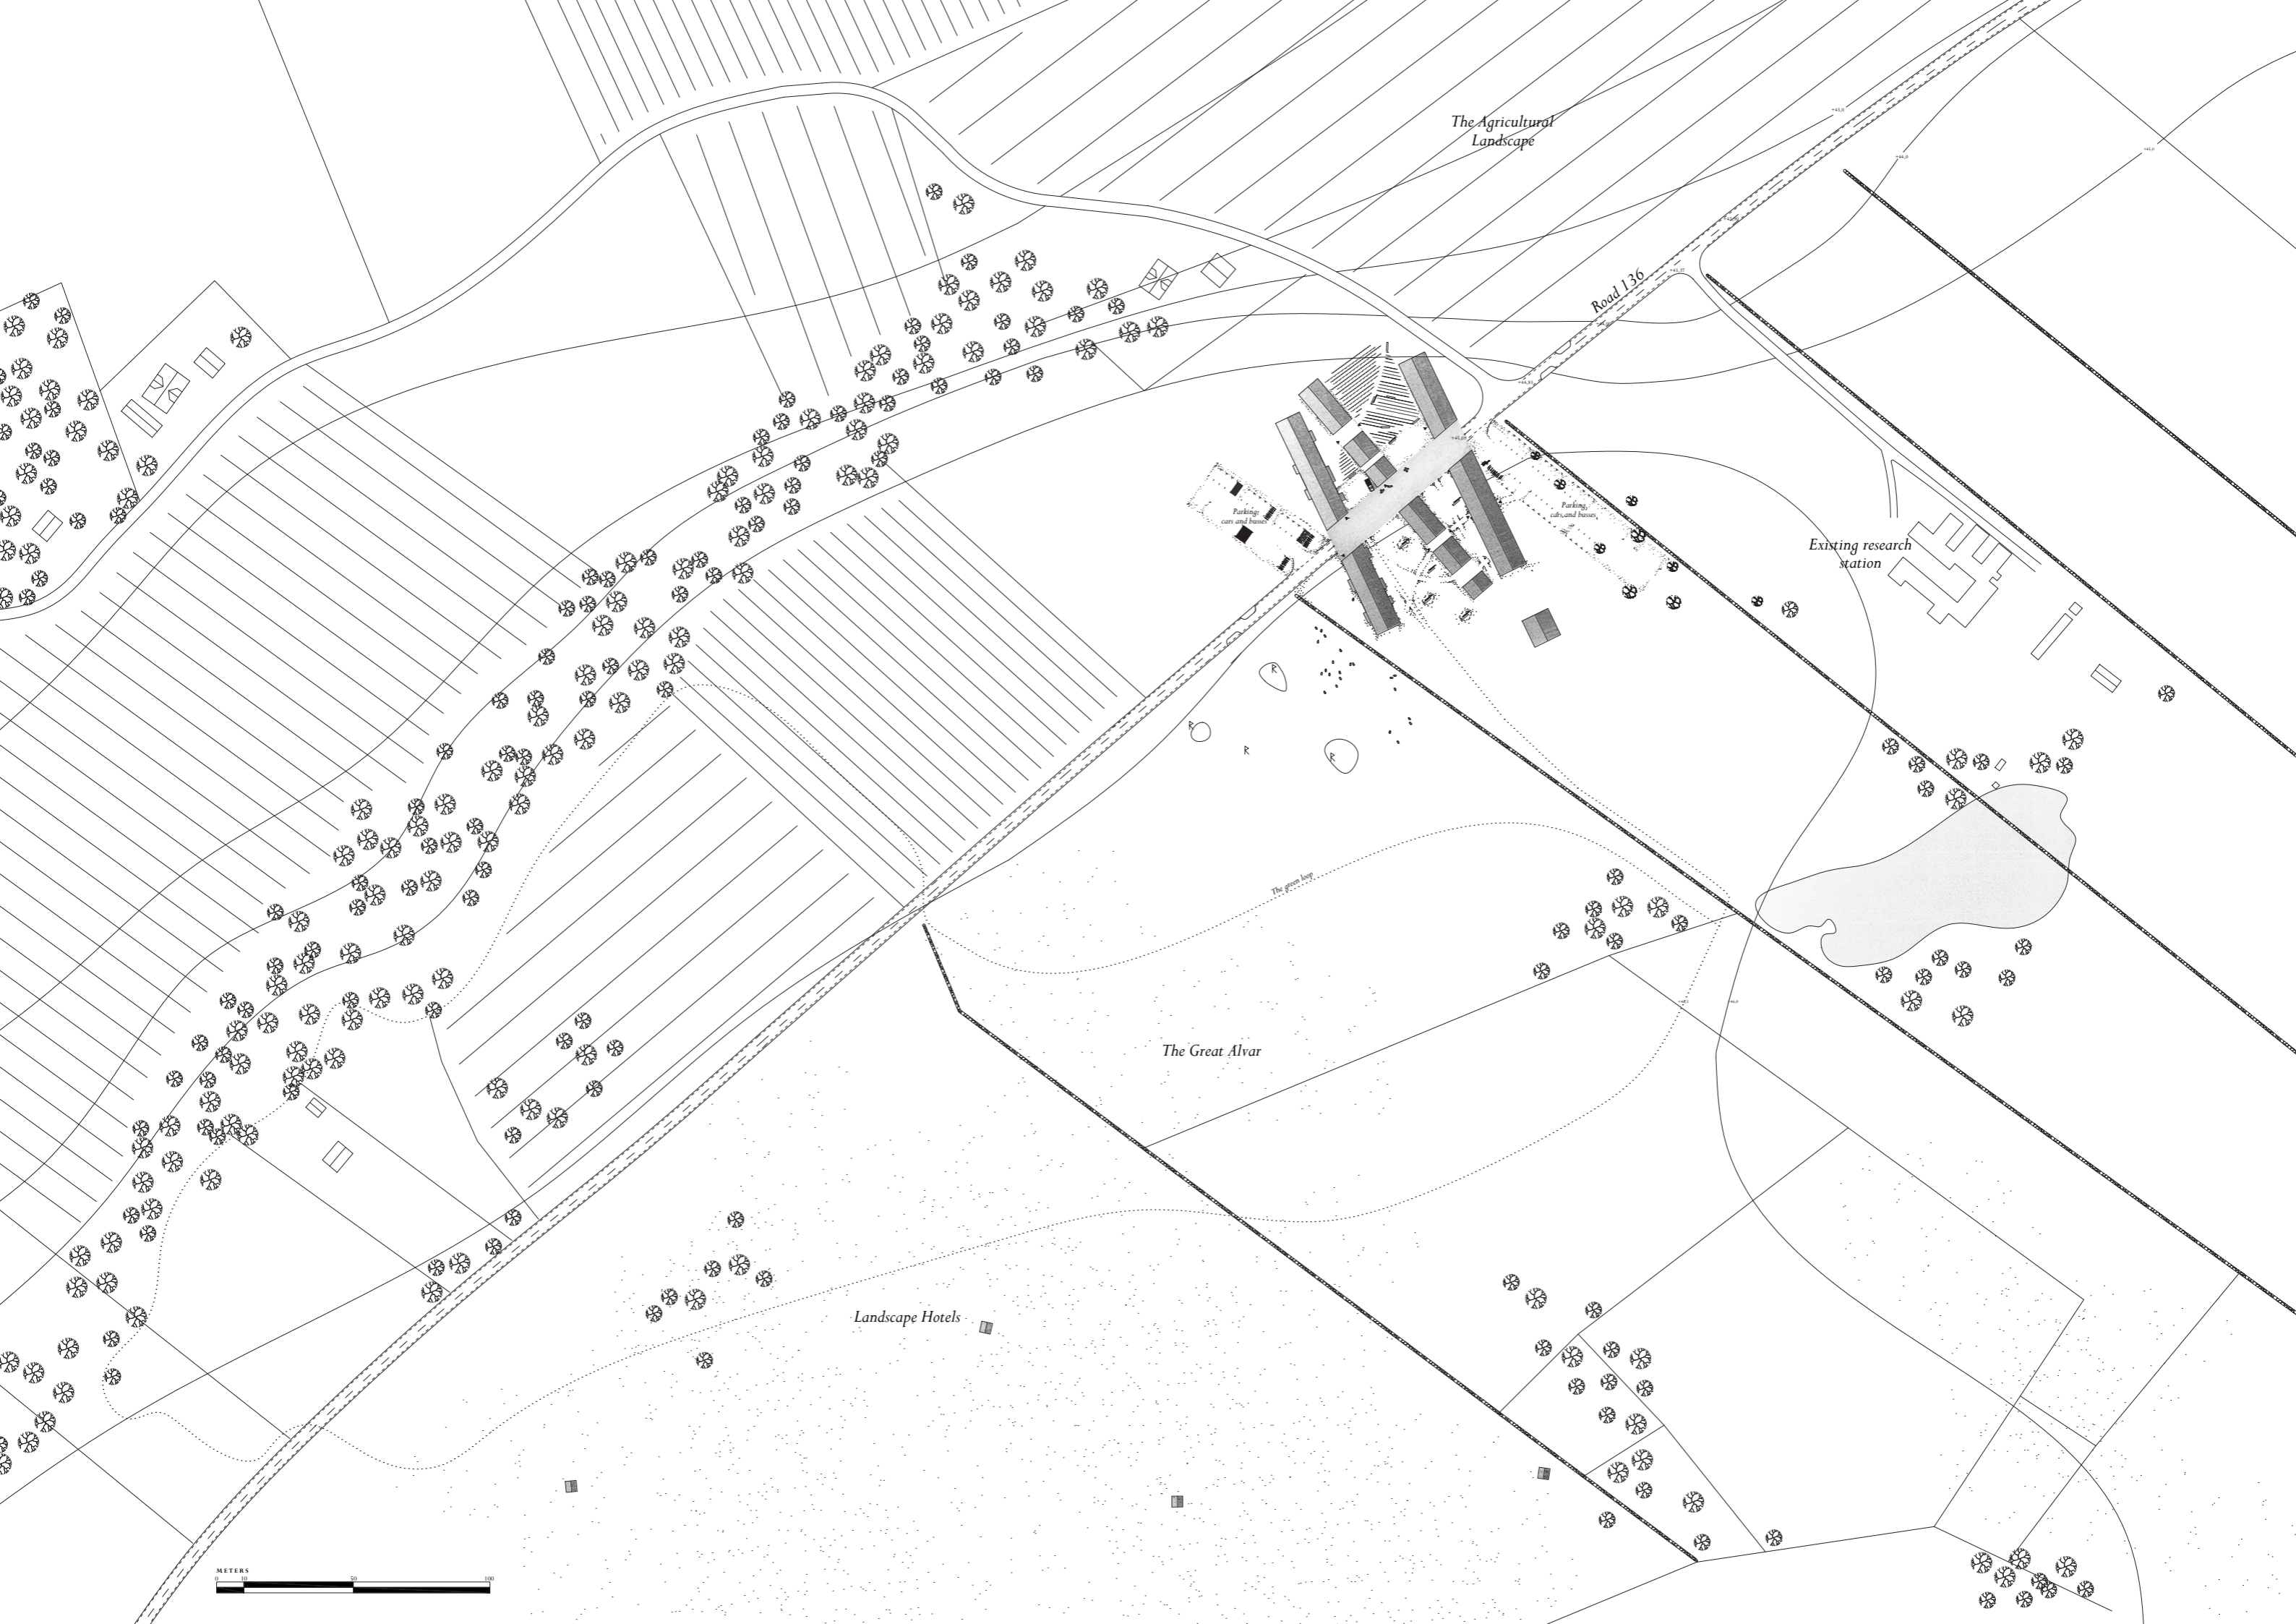 The Agricultural
Landscape
Road 136
Parking
cars and busses
Parking
cars and busses
Existing research
station
The green loop
The Great Alvar
Landscape Hotels
METERS
0 10 50 100